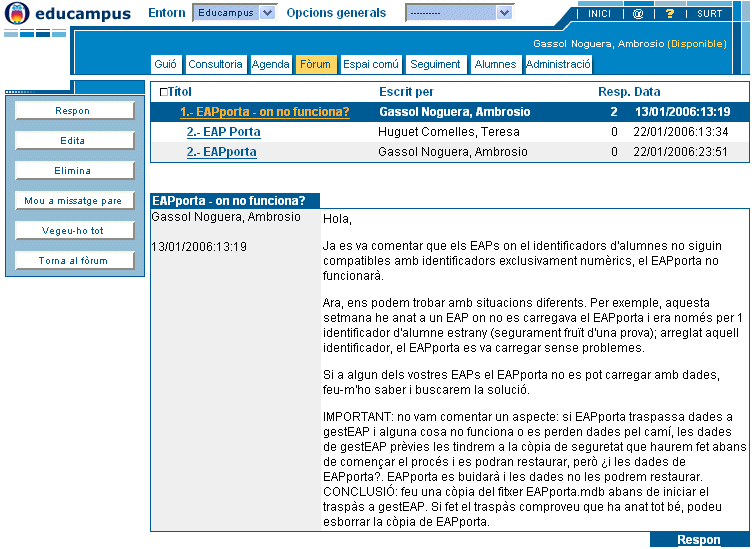 educampus Entorn Educampus Opcions generals ---------- INICI @ ? SURT
Gassol Noguera, Ambrosio (Disponible)
Guió Consultoria Agenda Fòrum Espai comú Seguiment Alumnes Administració
Respon
Edita
Elimina
Mou a missatge pare
Vegeu-ho tot
Torna al fòrum
Títol Escrit per Resp. Data
1.- EAPporta - on no funciona? Gassol Noguera, Ambrosio 2 13/01/2006:13:19
2.- EAP Porta Huguet Comelles, Teresa 0 22/01/2006:13:34
2.- EAPporta Gassol Noguera, Ambrosio 0 22/01/2006:23:51
EAPporta - on no funciona?
Gassol Noguera, Ambrosio
13/01/2006:13:19
Hola,
Ja es va comentar que els EAPs on el identificadors d'alumnes no siguin
compatibles amb identificadors exclusivament numèrics, el EAPporta no
funcionarà.
Ara, ens podem trobar amb situacions diferents. Per exemple, aquesta
setmana he anat a un EAP on no es carregava el EAPporta i era només per 1
identificador d'alumne estrany (segurament fruït d'una prova); arreglat aquell
identificador, el EAPporta es va carregar sense problemes.
Si a algun dels vostres EAPs el EAPporta no es pot carregar amb dades,
feu-m'ho saber i buscarem la solució.
IMPORTANT: no vam comentar un aspecte: si EAPporta traspassa dades a
gestEAP i alguna cosa no funciona o es perden dades pel camí, les dades
de gestEAP prèvies les tindrem a la còpia de seguretat que haurem fet abans
de començar el procés i es podran restaurar, però ¿i les dades de
EAPporta?. EAPporta es buidarà i les dades no les podrem restaurar.
CONCLUSIÓ: feu una còpia del fitxer EAPporta.mdb abans de iniciar el
traspàs a gestEAP. Si fet el traspàs comproveu que ha anat tot bé, podeu
esborrar la còpia de EAPporta.
Respon